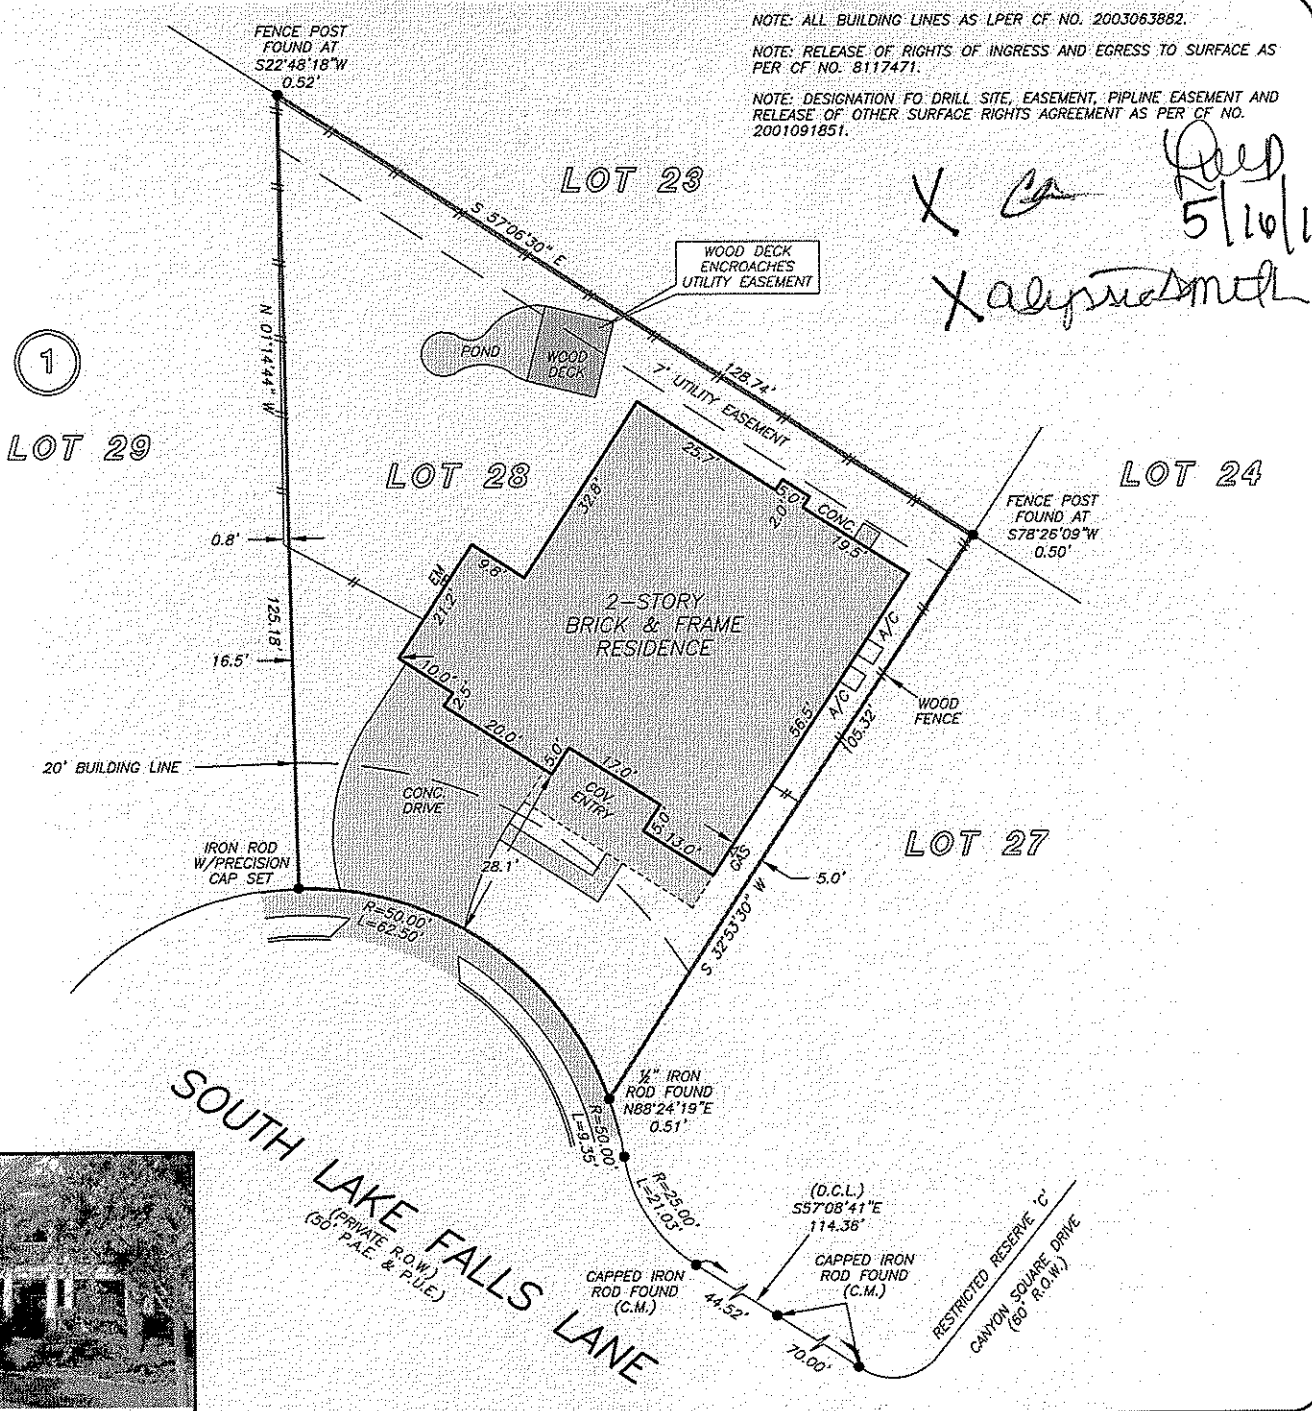 NOTE: ALL BUILDING LINES AS LPER CF NO. 2003063882.
NOTE: RELEASE OF RIGHTS OF INGRESS AND EGRESS TO SURFACE AS
PER CF NO. 8117471.
NOTE: DESIGNATION FO DRILL SITE, EASEMENT, PIPLINE EASEMENT AND
RELEASE OF OTHER SURFACE RIGHTS AGREEMENT AS PER CF NO.
2001091851.
FENCE POST
FOUND AT
S22°48'18"W
0.52'
LOT 23
X
X alyssia Smith
S 57°06'30" E
128.74'
WOOD DECK
ENCROACHES
UTILITY EASEMENT
N 01°14'44" W
125.18'
1
LOT 29
POND
WOOD
DECK
7' UTILITY EASEMENT
LOT 28
LOT 24
25.7'
5.0'
2.0'
CONC.
19.5'
32.8'
FENCE POST
FOUND AT
S78°26'09"W
0.50'
0.8'
EM
21.2'
9.8'
2-STORY
BRICK & FRAME
RESIDENCE
A/C
A/C
16.5'
10.0'
2.5'
20.0'
5.0'
17.0'
COV.
ENTRY
5.0'
13.0'
56.5'
105.32'
WOOD
FENCE
20' BUILDING LINE
CONC.
DRIVE
28.1'
GAS
LOT 27
5.0'
S 32°53'30" W
IRON ROD
W/PRECISION
CAP SET
R=50.00'
L=62.50'
½" IRON
ROD FOUND
N88°24'19"E
0.51'
R=50.00'
L=9.35'
R=25.00'
L=21.03'
SOUTH LAKE FALLS LANE
(PRIVATE R.O.W.)
(50' P.A.E. & P.U.E.)
(D.C.L.)
S57°08'41"E
114.36'
CAPPED IRON
ROD FOUND
(C.M.)
CAPPED IRON
ROD FOUND
(C.M.)
44.52'
70.00'
RESTRICTED RESERVE 'C'
CANYON SQUARE DRIVE
(60' R.O.W.)